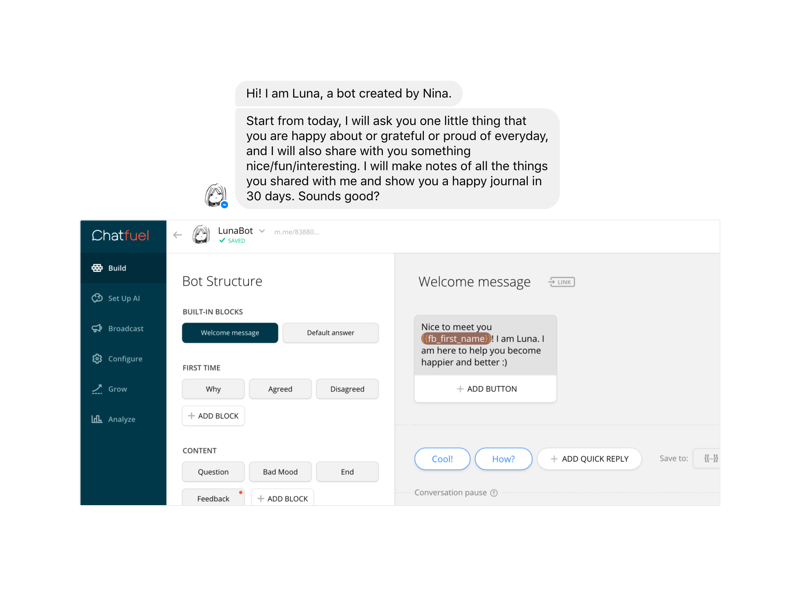 Hi! I am Luna, a bot created by Nina.
Start from today, I will ask you one little thing that
you are happy about or grateful or proud of everyday,
and I will also share with you something
nice/fun/interesting. I will make notes of all the things
you shared with me and show you a happy journal in
30 days. Sounds good?
Chatfuel
LunaBot
m.me/83880...
SAVED
Build
Set Up AI
Broadcast
Configure
Grow
Analyze
Bot Structure
BUILT-IN BLOCKS
Welcome message
Default answer
FIRST TIME
Why
Agreed
Disagreed
+ ADD BLOCK
CONTENT
Question
Bad Mood
End
Feedback
+ ADD BLOCK
Welcome message
LINK
Nice to meet you
{fb_first_name}! I am Luna. I
am here to help you become
happier and better :)
+ ADD BUTTON
Cool!
How?
+ ADD QUICK REPLY
Save to:
Conversation pause ?